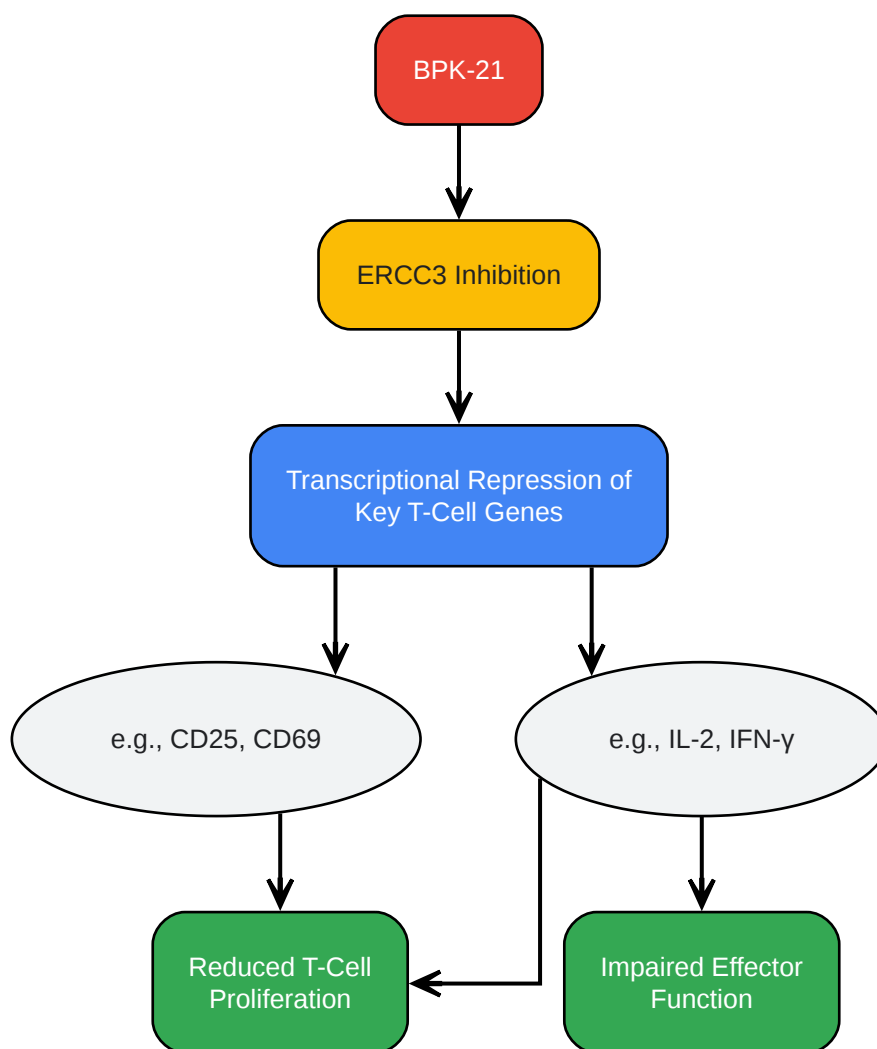 BPK-21
ERCC3 Inhibition
Transcriptional Repression of
Key T-Cell Genes
e.g., CD25, CD69
e.g., IL-2, IFN-γ
Reduced T-Cell
Proliferation
Impaired Effector
Function